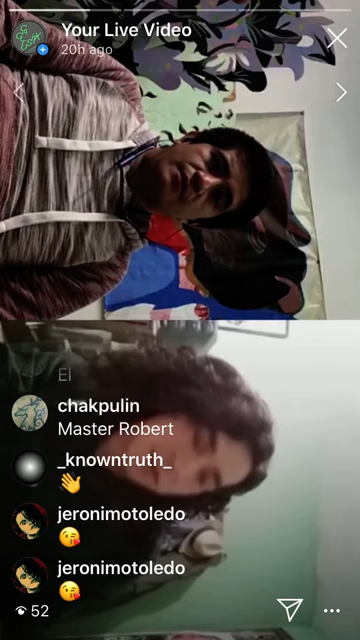 Your Live Video
20h ago
El
chakpulin
Master Robert
_knowntruth_
👋
jeronimotoledo
😘
jeronimotoledo
😘
52